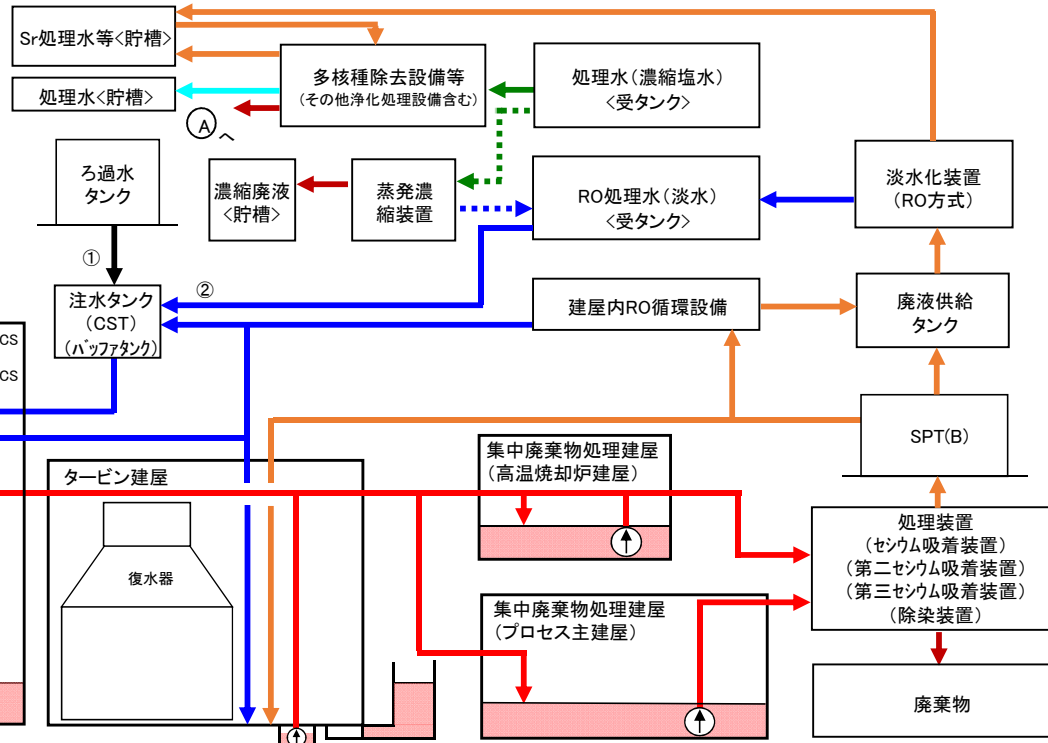 Sr処理水等<貯槽>
処理水<貯槽>
多核種除去設備等
(その他浄化処理設備含む)
Ⓐへ
処理水(濃縮塩水)
<受タンク>
ろ過水
タンク
濃縮廃液
<貯槽>
蒸発濃
縮装置
RO処理水(淡水)
<受タンク>
淡水化装置
(RO方式)
①
②
注水タンク
(CST)
(バッファタンク)
建屋内RO循環設備
廃液供給
タンク
CS
CS
SPT(B)
タービン建屋
復水器
集中廃棄物処理建屋
(高温焼却炉建屋)
集中廃棄物処理建屋
(プロセス主建屋)
処理装置
(セシウム吸着装置)
(第二セシウム吸着装置)
(第三セシウム吸着装置)
(除染装置)
廃棄物